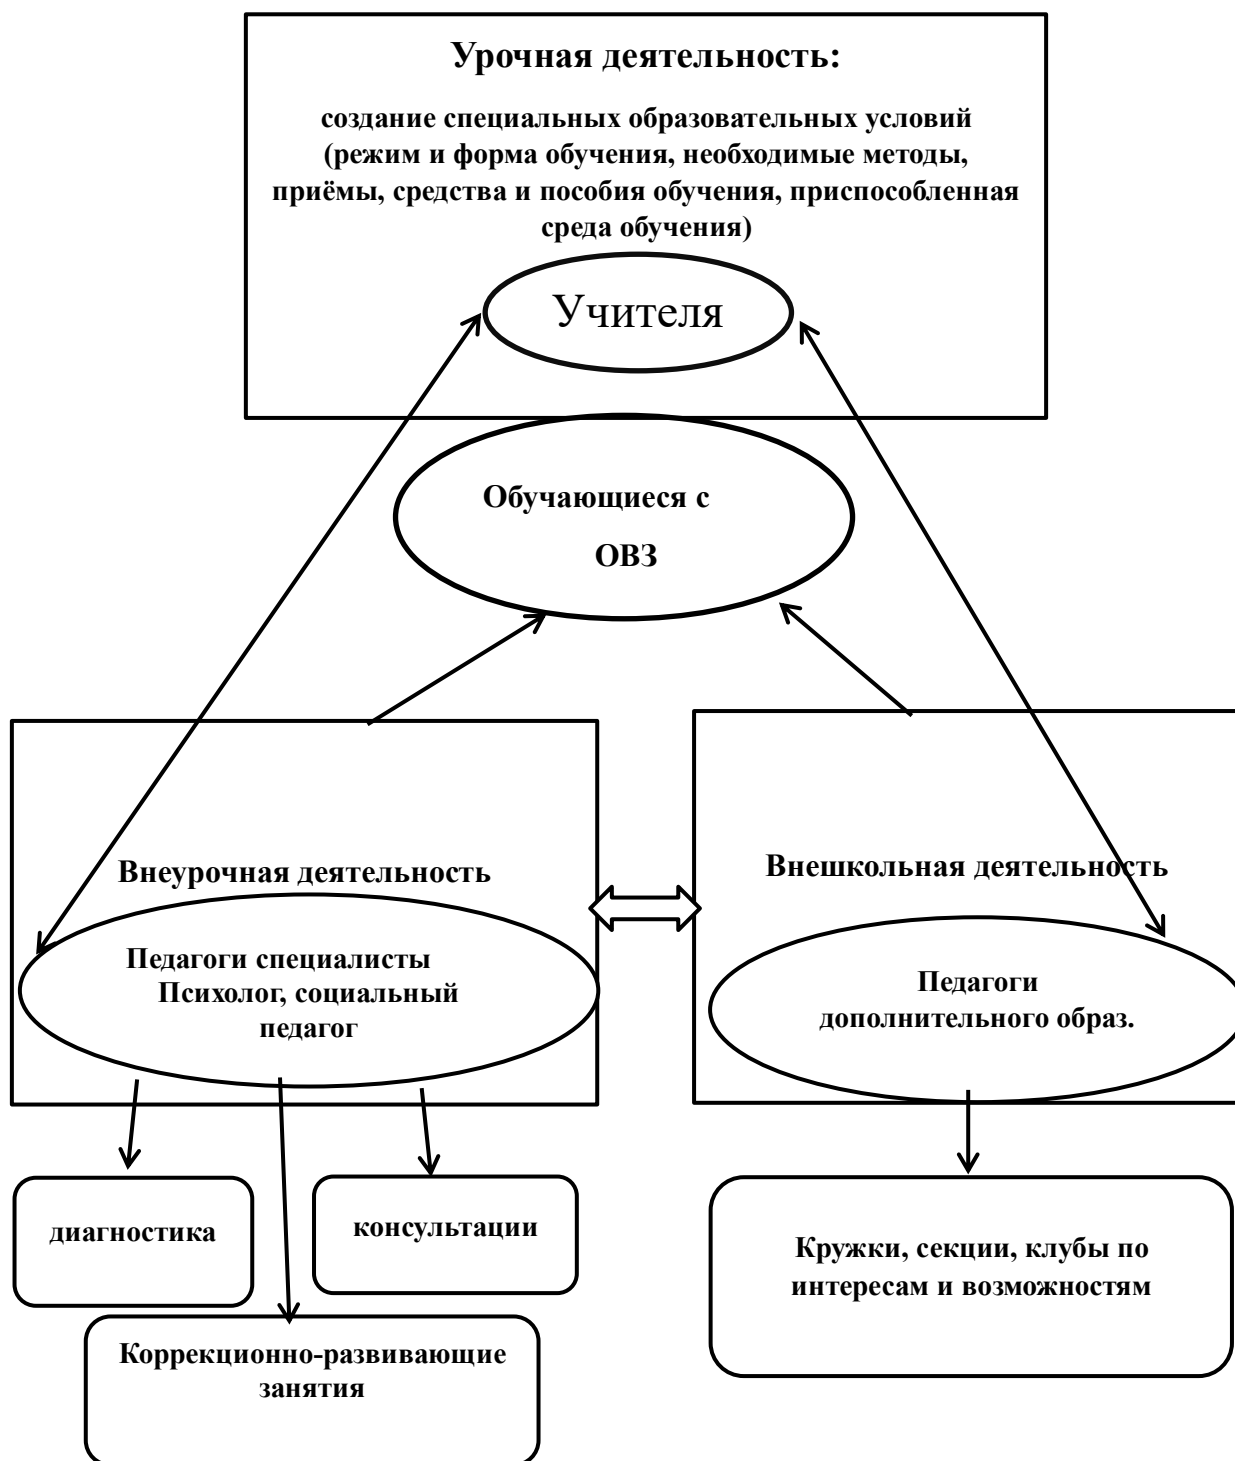 Урочная деятельность:
создание специальных образовательных условий
(режим и форма обучения, необходимые методы,
приёмы, средства и пособия обучения, приспособленная
среда обучения)
Учителя
Обучающиеся с
ОВЗ
Внеурочная деятельность
Педагоги специалисты
Психолог, социальный
педагог
Внешкольная деятельность
Педагоги
дополнительного образ.
диагностика
консультации
Коррекционно-развивающие
занятия
Кружки, секции, клубы по
интересам и возможностям